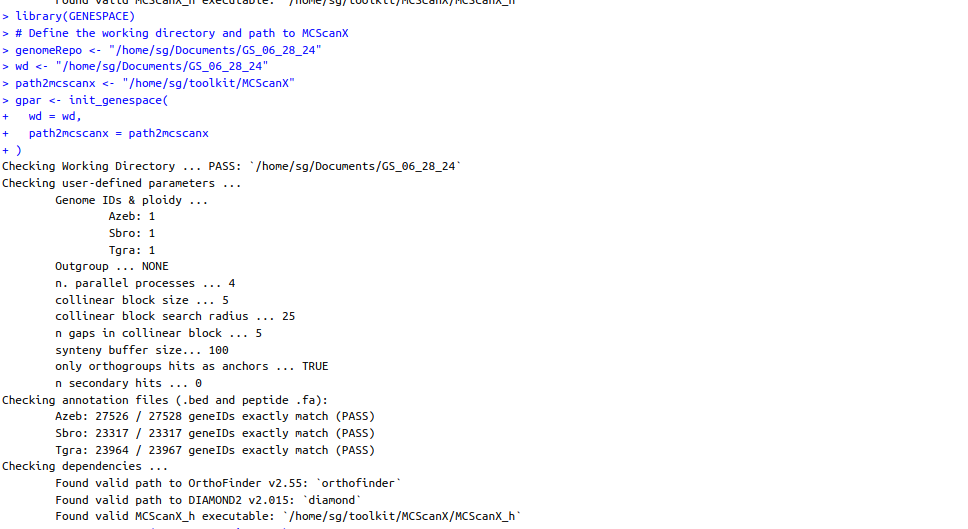 Found valid MCScanX_h executable: `/home/sg/toolkit/MCScanX/MCScanX_h`
> library(GENESPACE)
> # Define the working directory and path to MCScanX
> genomeRepo <- "/home/sg/Documents/GS_06_28_24"
> wd <- "/home/sg/Documents/GS_06_28_24"
> path2mcscanx <- "/home/sg/toolkit/MCScanX"
> gpar <- init_genespace(
+   wd = wd,
+   path2mcscanx = path2mcscanx
+ )
Checking Working Directory ... PASS: `/home/sg/Documents/GS_06_28_24`
Checking user-defined parameters ...
Genome IDs & ploidy ...
Azeb: 1
Sbro: 1
Tgra: 1
Outgroup ... NONE
n. parallel processes ... 4
collinear block size ... 5
collinear block search radius ... 25
n gaps in collinear block ... 5
synteny buffer size... 100
only orthogroups hits as anchors ... TRUE
n secondary hits ... 0
Checking annotation files (.bed and peptide .fa):
Azeb: 27526 / 27528 geneIDs exactly match (PASS)
Sbro: 23317 / 23317 geneIDs exactly match (PASS)
Tgra: 23964 / 23967 geneIDs exactly match (PASS)
Checking dependencies ...
Found valid path to OrthoFinder v2.55: `orthofinder`
Found valid path to DIAMOND2 v2.015: `diamond`
Found valid MCScanX_h executable: `/home/sg/toolkit/MCScanX/MCScanX_h`